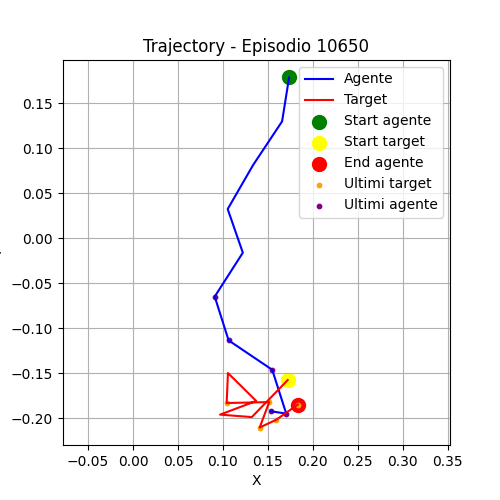 Trajectory - Episodio 10650
Agente
Target
Start agente
Start target
End agente
Ultimi target
Ultimi agente
0.15
0.10
0.05
0.00
−0.05
−0.10
−0.15
−0.20
−0.05 0.00 0.05 0.10 0.15 0.20 0.25 0.30 0.35
X